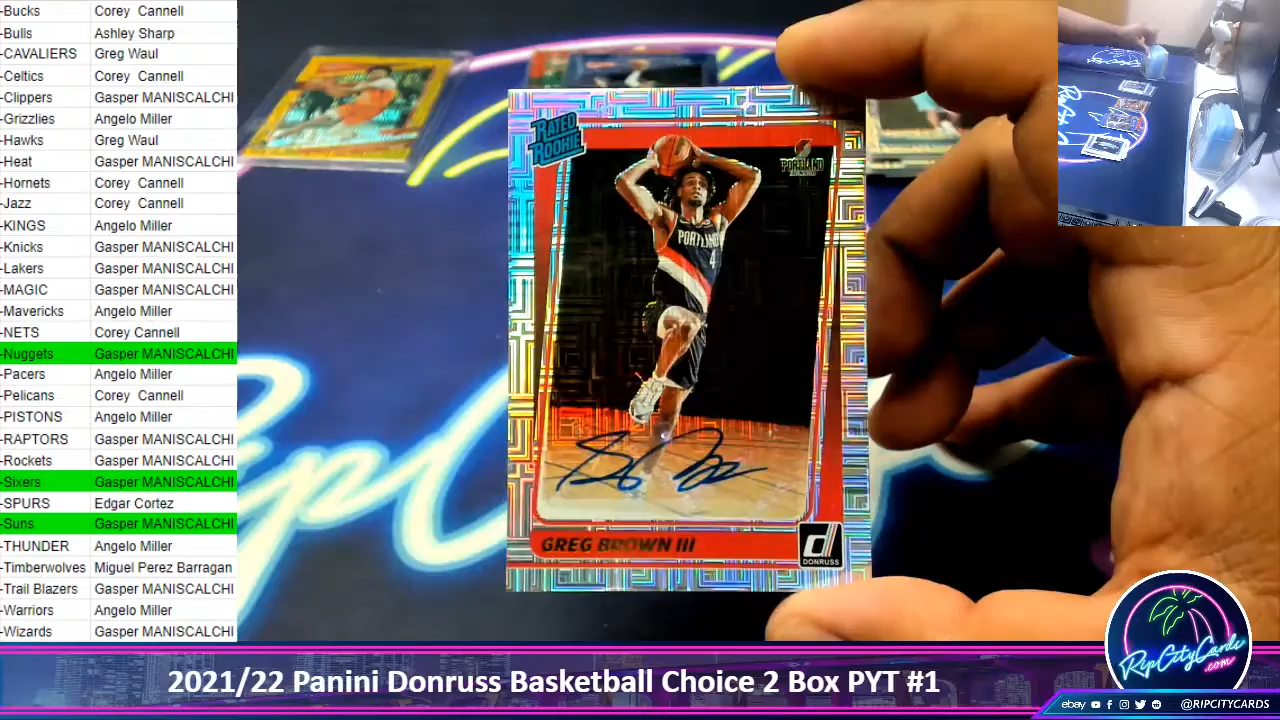 -Bucks Corey Cannell
-Bulls Ashley Sharp
-CAVALIERS Greg Waul
-Celtics Corey Cannell
-Clippers Gasper MANISCALCHI
-Grizzlies Angelo Miller
-Hawks Greg Waul
-Heat Gasper MANISCALCHI
-Hornets Corey Cannell
-Jazz Corey Cannell
-KINGS Angelo Miller
-Knicks Gasper MANISCALCHI
-Lakers Gasper MANISCALCHI
-MAGIC Gasper MANISCALCHI
-Mavericks Angelo Miller
-NETS Corey Cannell
-Nuggets Gasper MANISCALCHI
-Pacers Angelo Miller
-Pelicans Corey Cannell
-PISTONS Angelo Miller
-RAPTORS Gasper MANISCALCHI
-Rockets Gasper MANISCALCHI
-Sixers Gasper MANISCALCHI
-SPURS Edgar Cortez
-Suns Gasper MANISCALCHI
-THUNDER Angelo Miller
-Timberwolves Miguel Perez Barragan
-Trail Blazers Gasper MANISCALCHI
-Warriors Angelo Miller
-Wizards Gasper MANISCALCHI
RATED
ROOKIE
PORTLAND
PORTLAND
4
GREG BROWN III
DONRUSS
2021/22 Panini Donruss Basketball Choice 2 Box PYT #1
RipCityCards
.com
ebay @RIPCITYCARDS